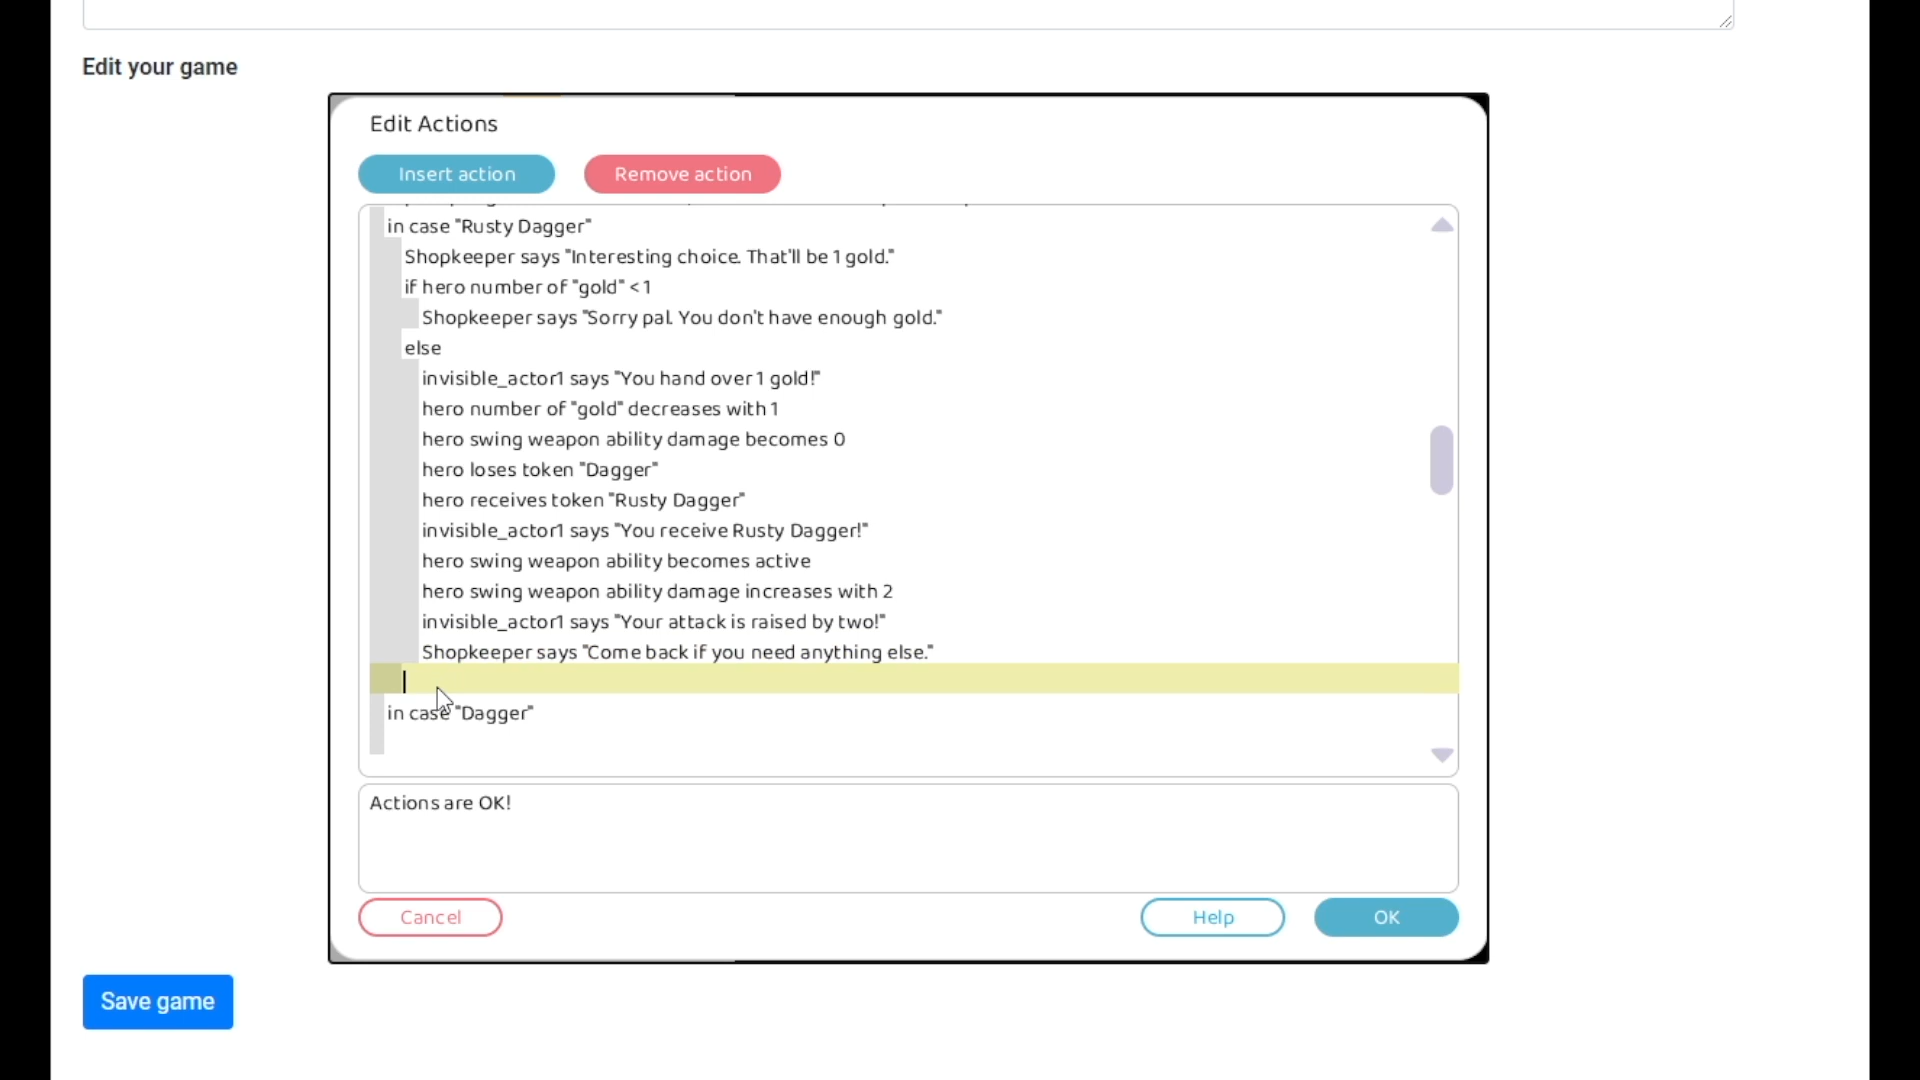 Edit your game
Edit Actions
Insert action
Remove action
in case "Rusty Dagger"
Shopkeeper says "Interesting choice. That'll be 1 gold."
if hero number of "gold" < 1
Shopkeeper says "Sorry pal. You don't have enough gold."
else
invisible_actor1 says "You hand over 1 gold!"
hero number of "gold" decreases with 1
hero swing weapon ability damage becomes 0
hero loses token "Dagger"
hero receives token "Rusty Dagger"
invisible_actor1 says "You receive Rusty Dagger!"
hero swing weapon ability becomes active
hero swing weapon ability damage increases with 2
invisible_actor1 says "Your attack is raised by two!"
Shopkeeper says "Come back if you need anything else."
in case "Dagger"
Actions are OK!
Cancel
Help
OK
Save game